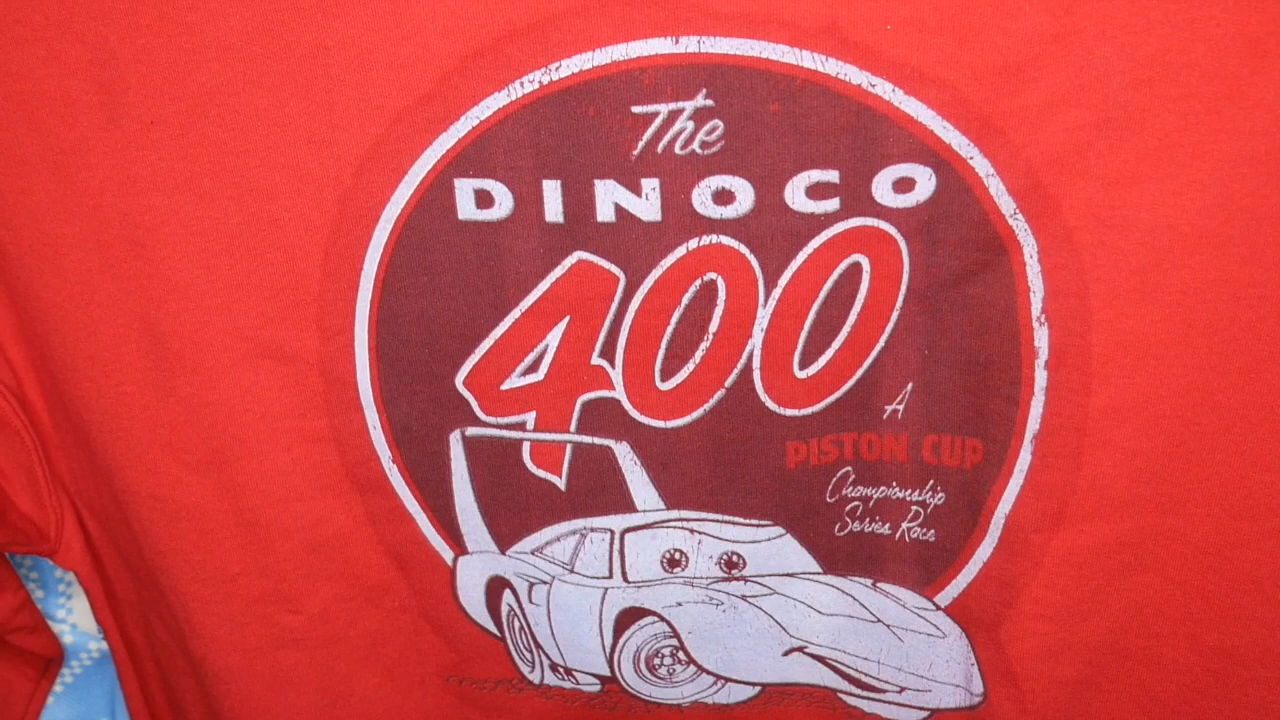 The
DINOCO
400
A
PISTON CUP
Championship
Series Race